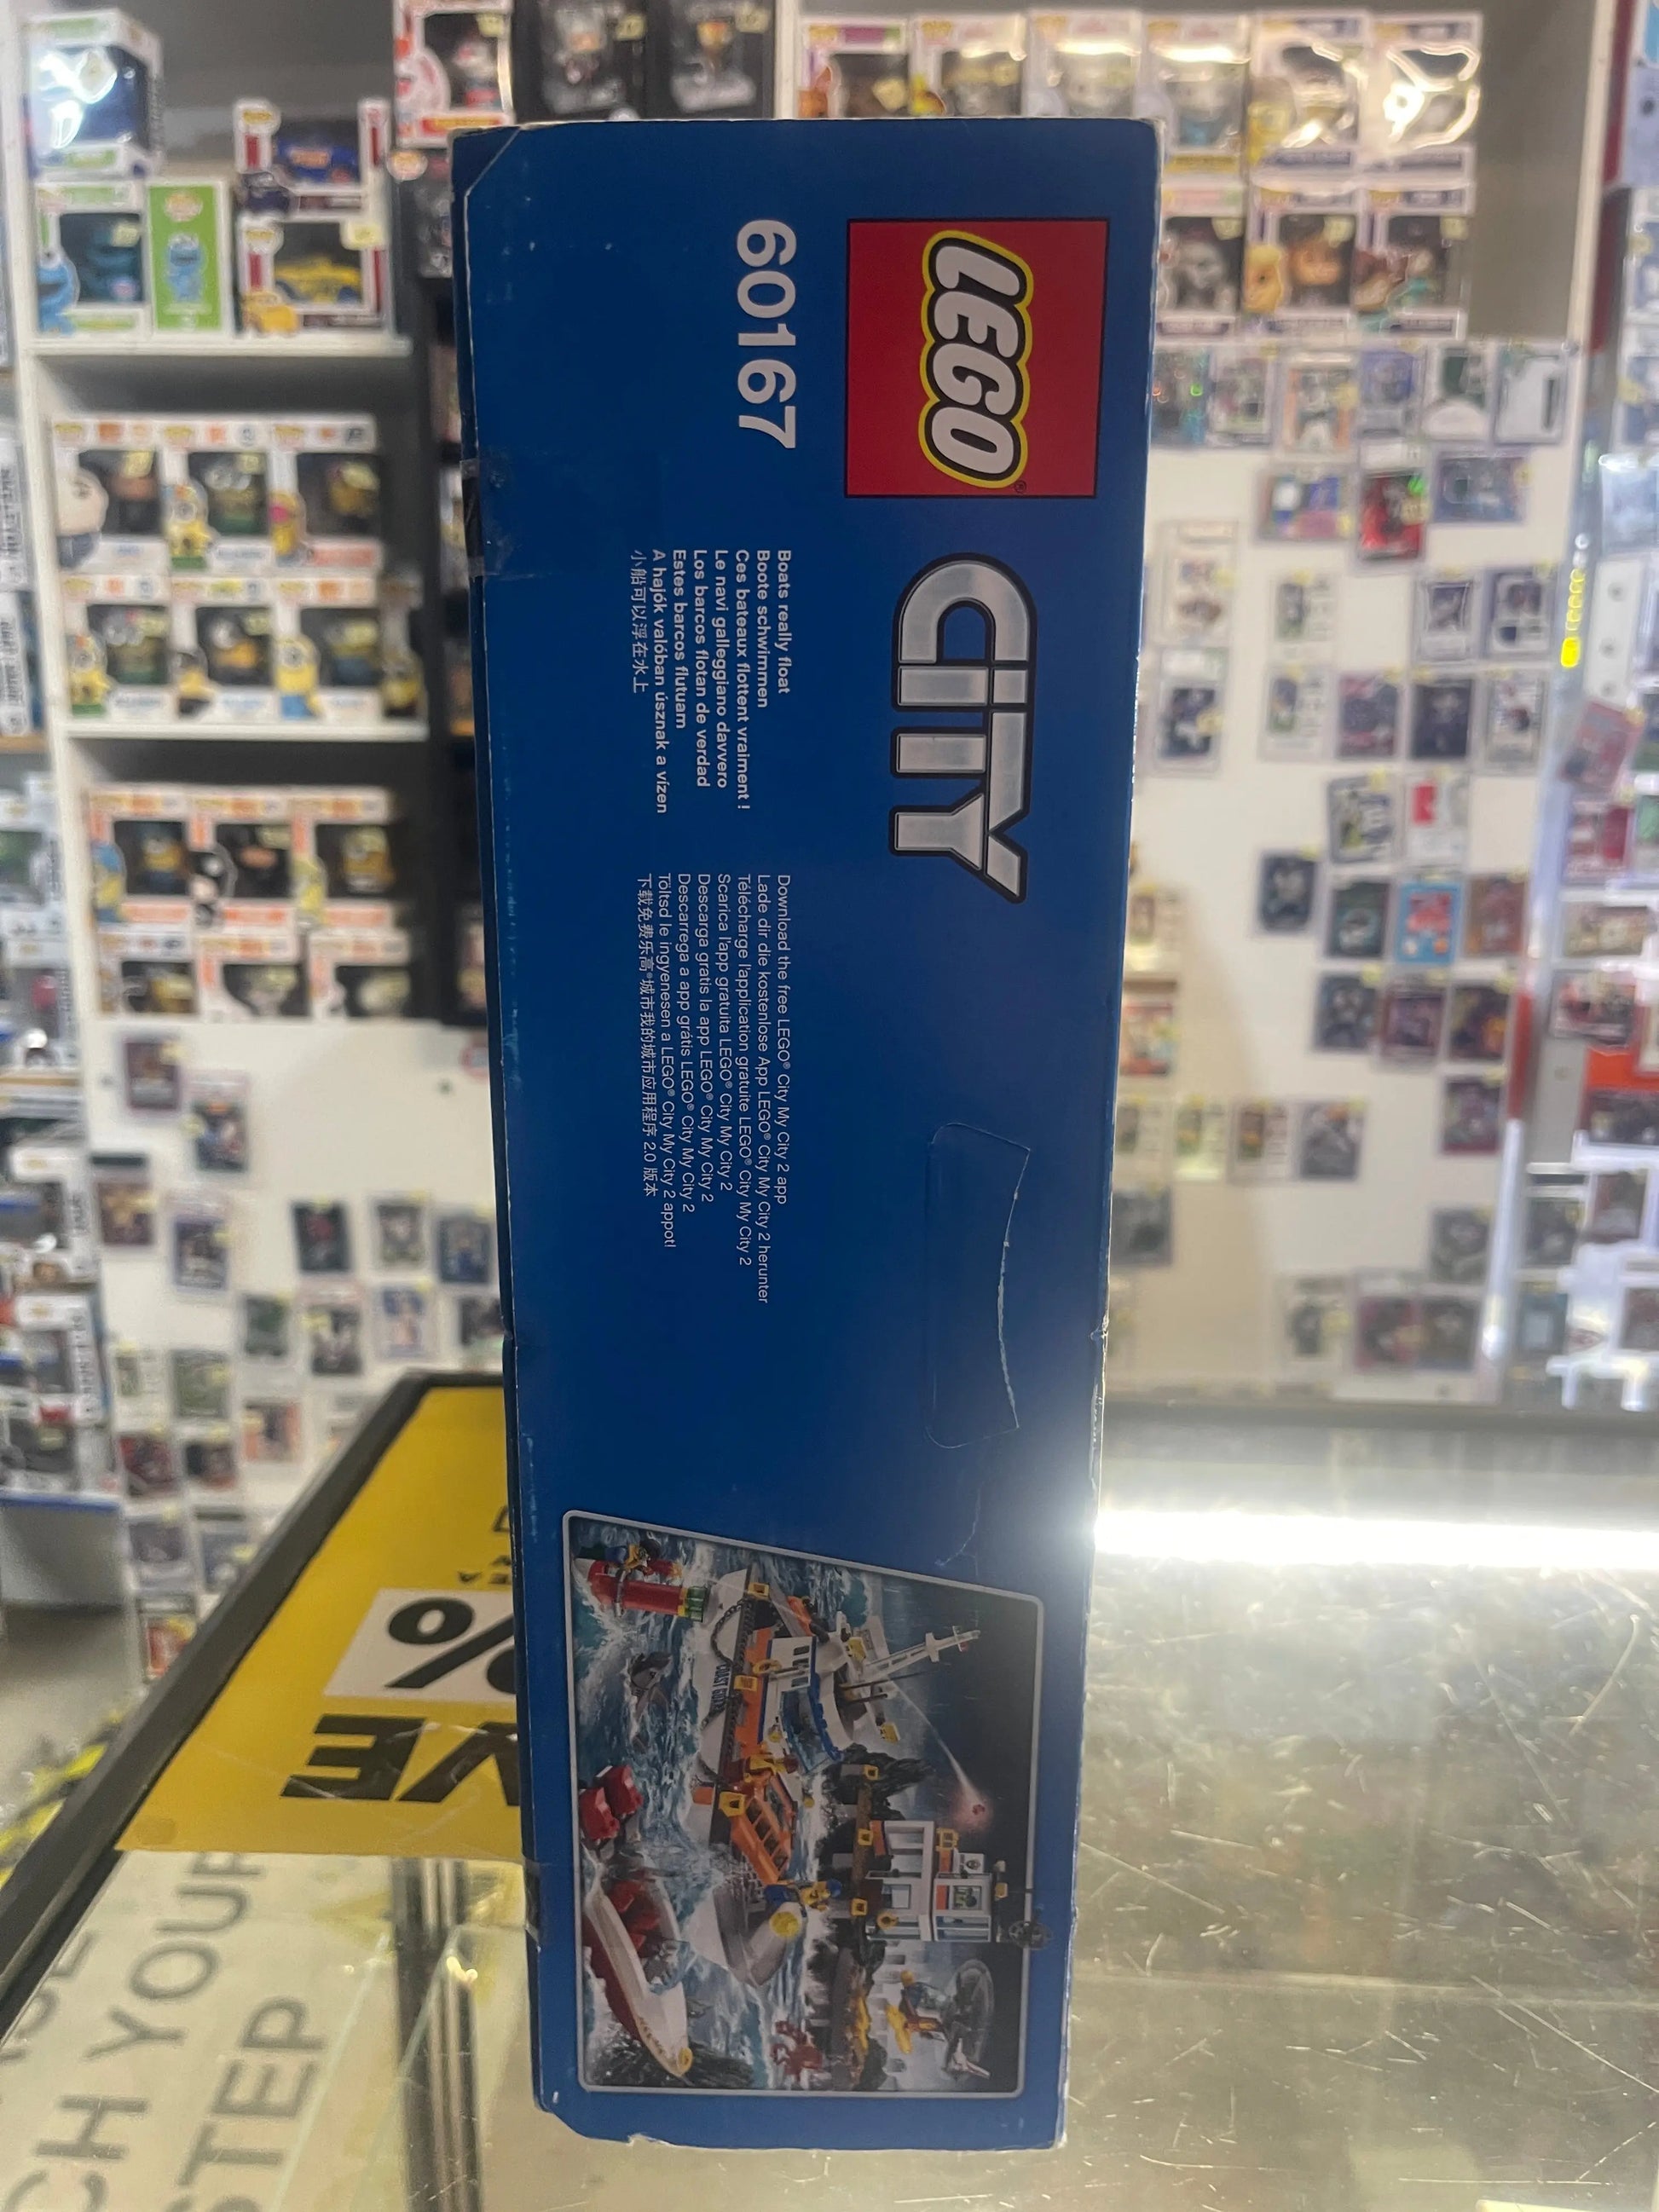 LEGO®
CITY
60167
Boats really float
Boote schwimmen
Ces bateaux flottent vraiment !
Le navi galleggiano davvero
Los barcos flotan de verdad
Estes barcos flutuam
A hajók valóban úsznak a vízen
小船可以浮在水上
Download the free LEGO® City My City 2 app
Lade dir die kostenlose App LEGO® City My City 2 herunter
Télécharge l'application gratuite LEGO® City My City 2
Scarica l'app gratuita LEGO® City My City 2
Descarga gratis la app LEGO® City My City 2
Descarrega a app grátis LEGO® City My City 2
Töltsd le ingyenesen a LEGO® City My City 2 appot!
下载免费乐高®城市我的城市应用程序 2.0 版本
COAST GUARD
%
CH YOUR
STEP